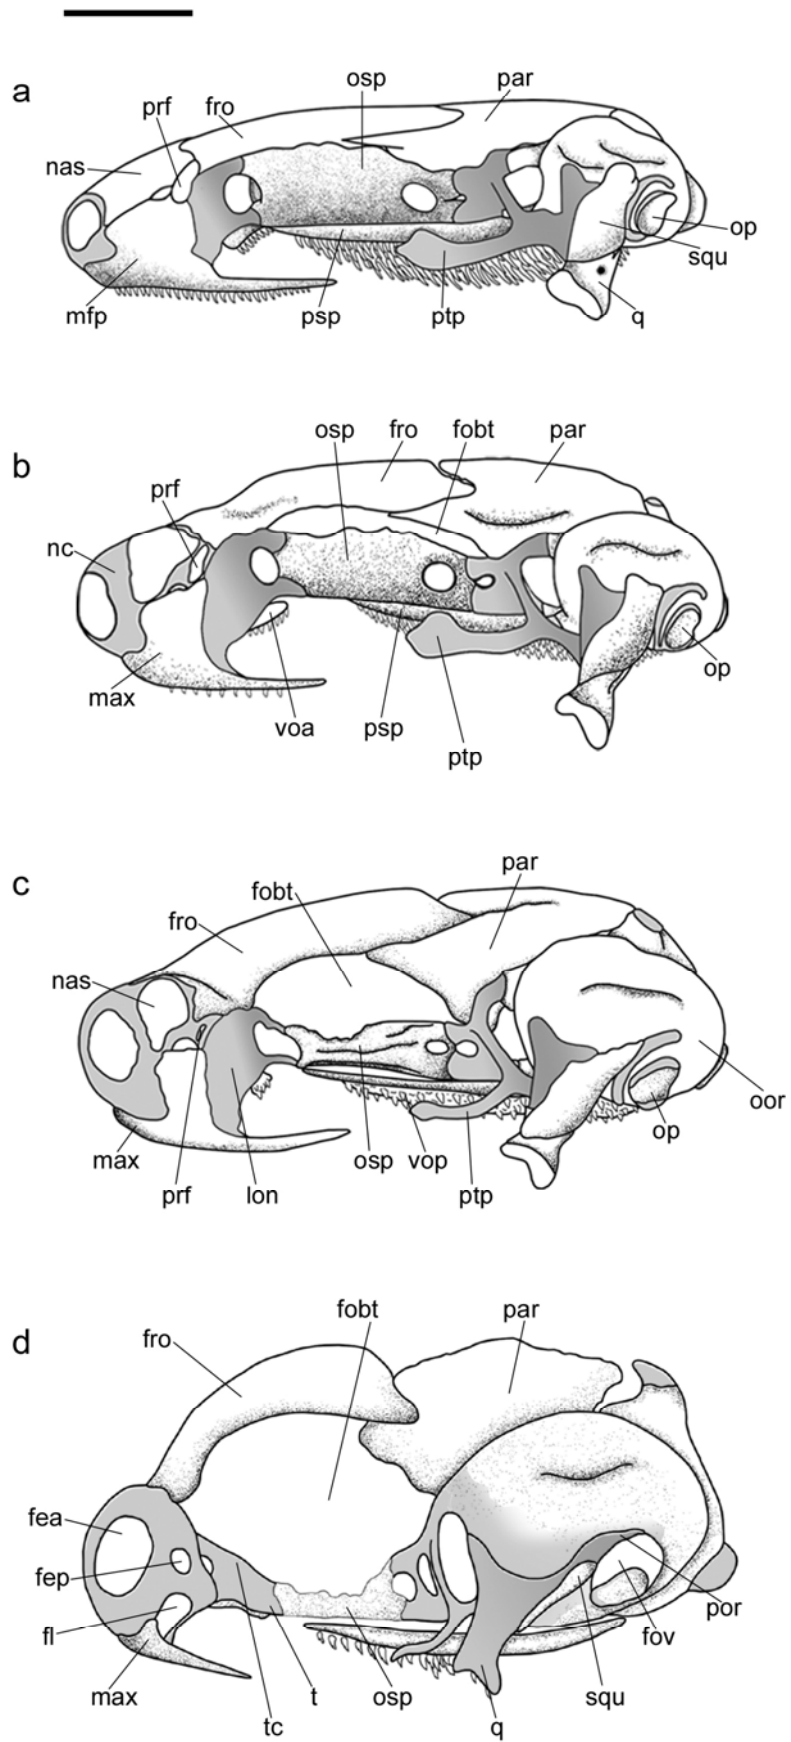 a
osp
par
prf
fro
nas
op
squ
mfp
psp
ptp
q
b
osp
fro
fobt
par
prf
nc
op
max
voa
psp
ptp
c
par
fobt
fro
nas
oor
op
max
osp
vop
prf
lon
ptp
d
fobt
par
fro
fea
fep
por
fl
fov
max
t
osp
squ
tc
q